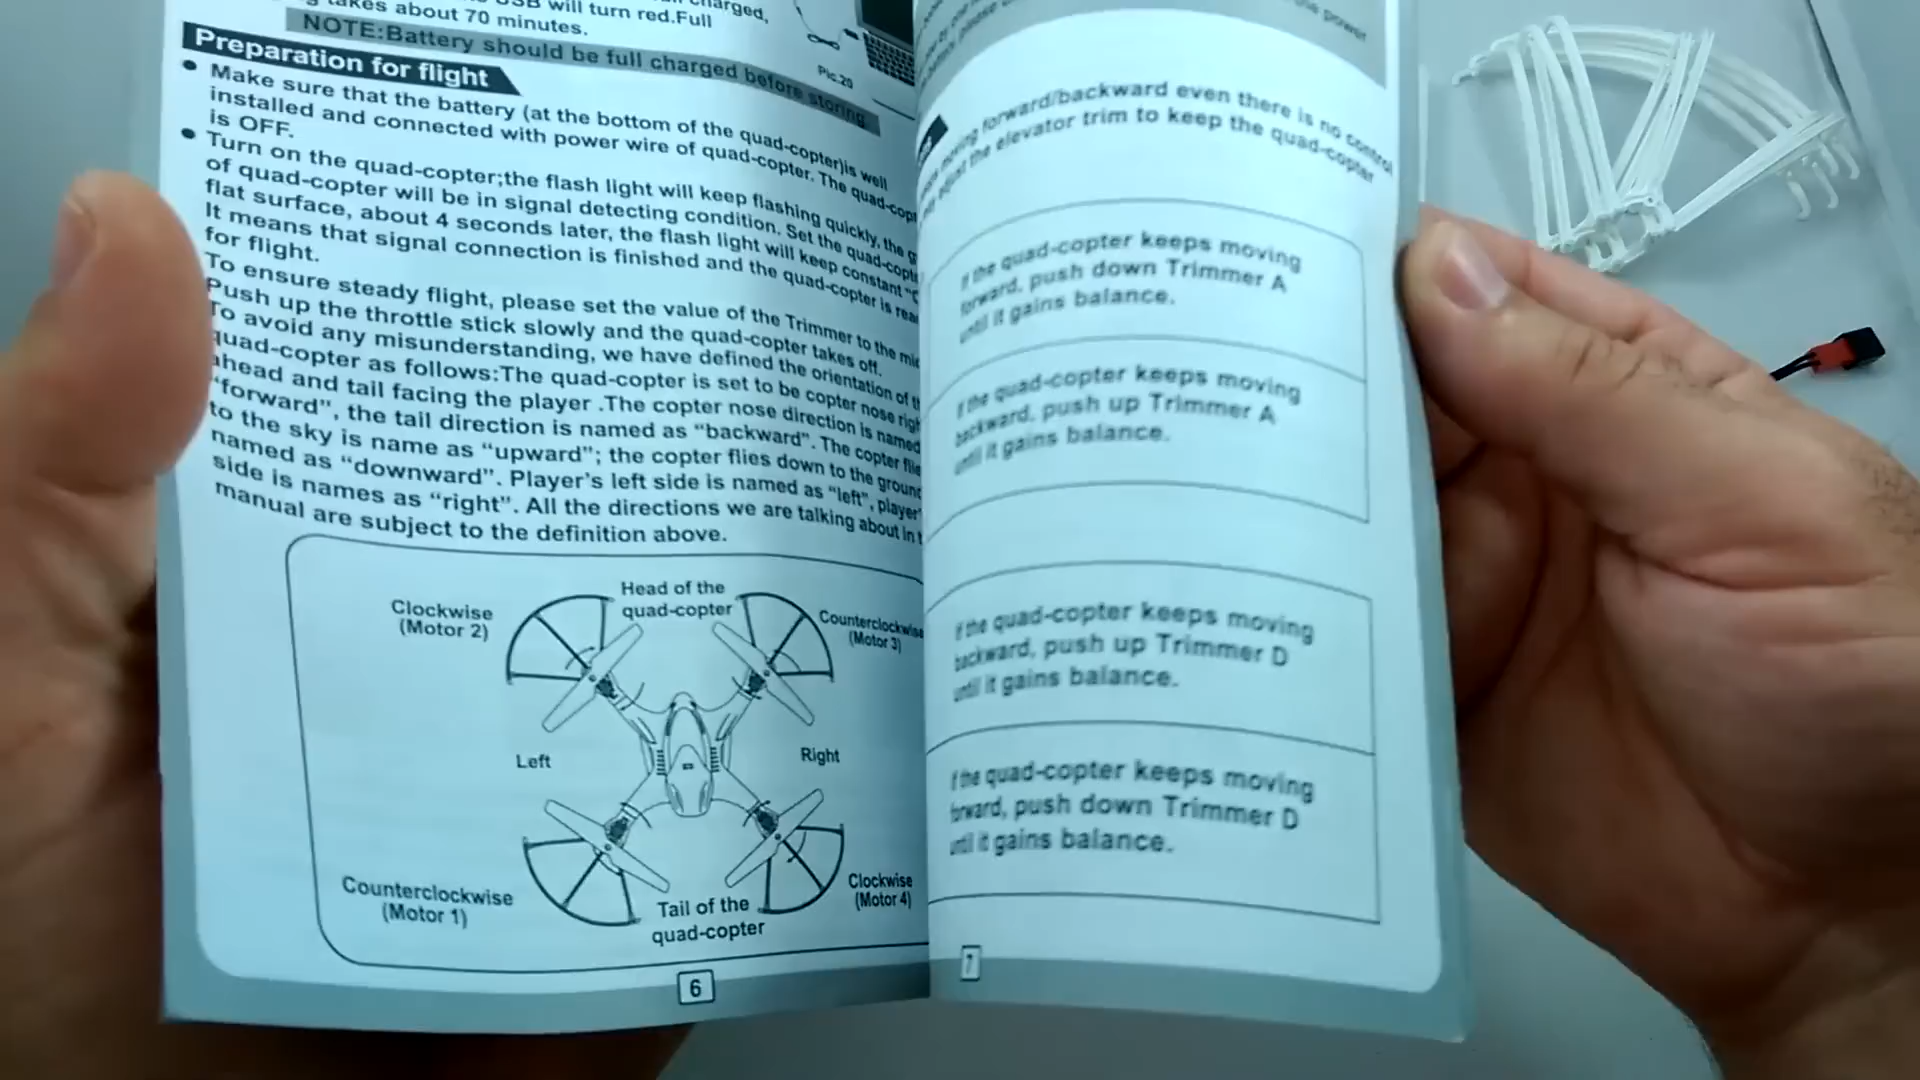 charged,
USB will turn red.Full
takes about 70 minutes.
NOTE:Battery should be full charged before storing
Pic.20
Preparation for flight
● Make sure that the battery (at the bottom of the quad-copter)is well
installed and connected with power wire of quad-copter. The
is OFF.
● Turn on the quad-copter;the flash light will keep flashing quickly, the
of quad-copter will be in signal detecting condition. Set the
flat surface, about 4 seconds later, the flash light will keep constant
It means that signal connection is finished and the quad-copter is
for flight.
To ensure steady flight, please set the value of the Trimmer to the
Push up the throttle stick slowly and the quad-copter takes off.
To avoid any misunderstanding, we have defined the orientation of
quad-copter as follows:The quad-copter is set to be copter nose
ahead and tail facing the player .The copter nose direction is named
"forward", the tail direction is named as "backward". The copter
to the sky is name as "upward"; the copter flies down to the ground
named as "downward". Player's left side is named as "left",
side is names as "right". All the directions we are talking about in
manual are subject to the definition above.
Head of the
quad-copter
Clockwise
(Motor 2)
Counterclockwise
(Motor 3)
Left
Right
Counterclockwise
(Motor 1)
Tail of the
quad-copter
Clockwise
(Motor 4)
6
power
moving forward/backward even there is no control
the elevator trim to keep the quad-copter
If the quad-copter keeps moving
forward, push down Trimmer A
until it gains balance.
If the quad-copter keeps moving
backward, push up Trimmer A
until it gains balance.
If the quad-copter keeps moving
backward, push up Trimmer D
until it gains balance.
If the quad-copter keeps moving
forward, push down Trimmer D
until it gains balance.
7